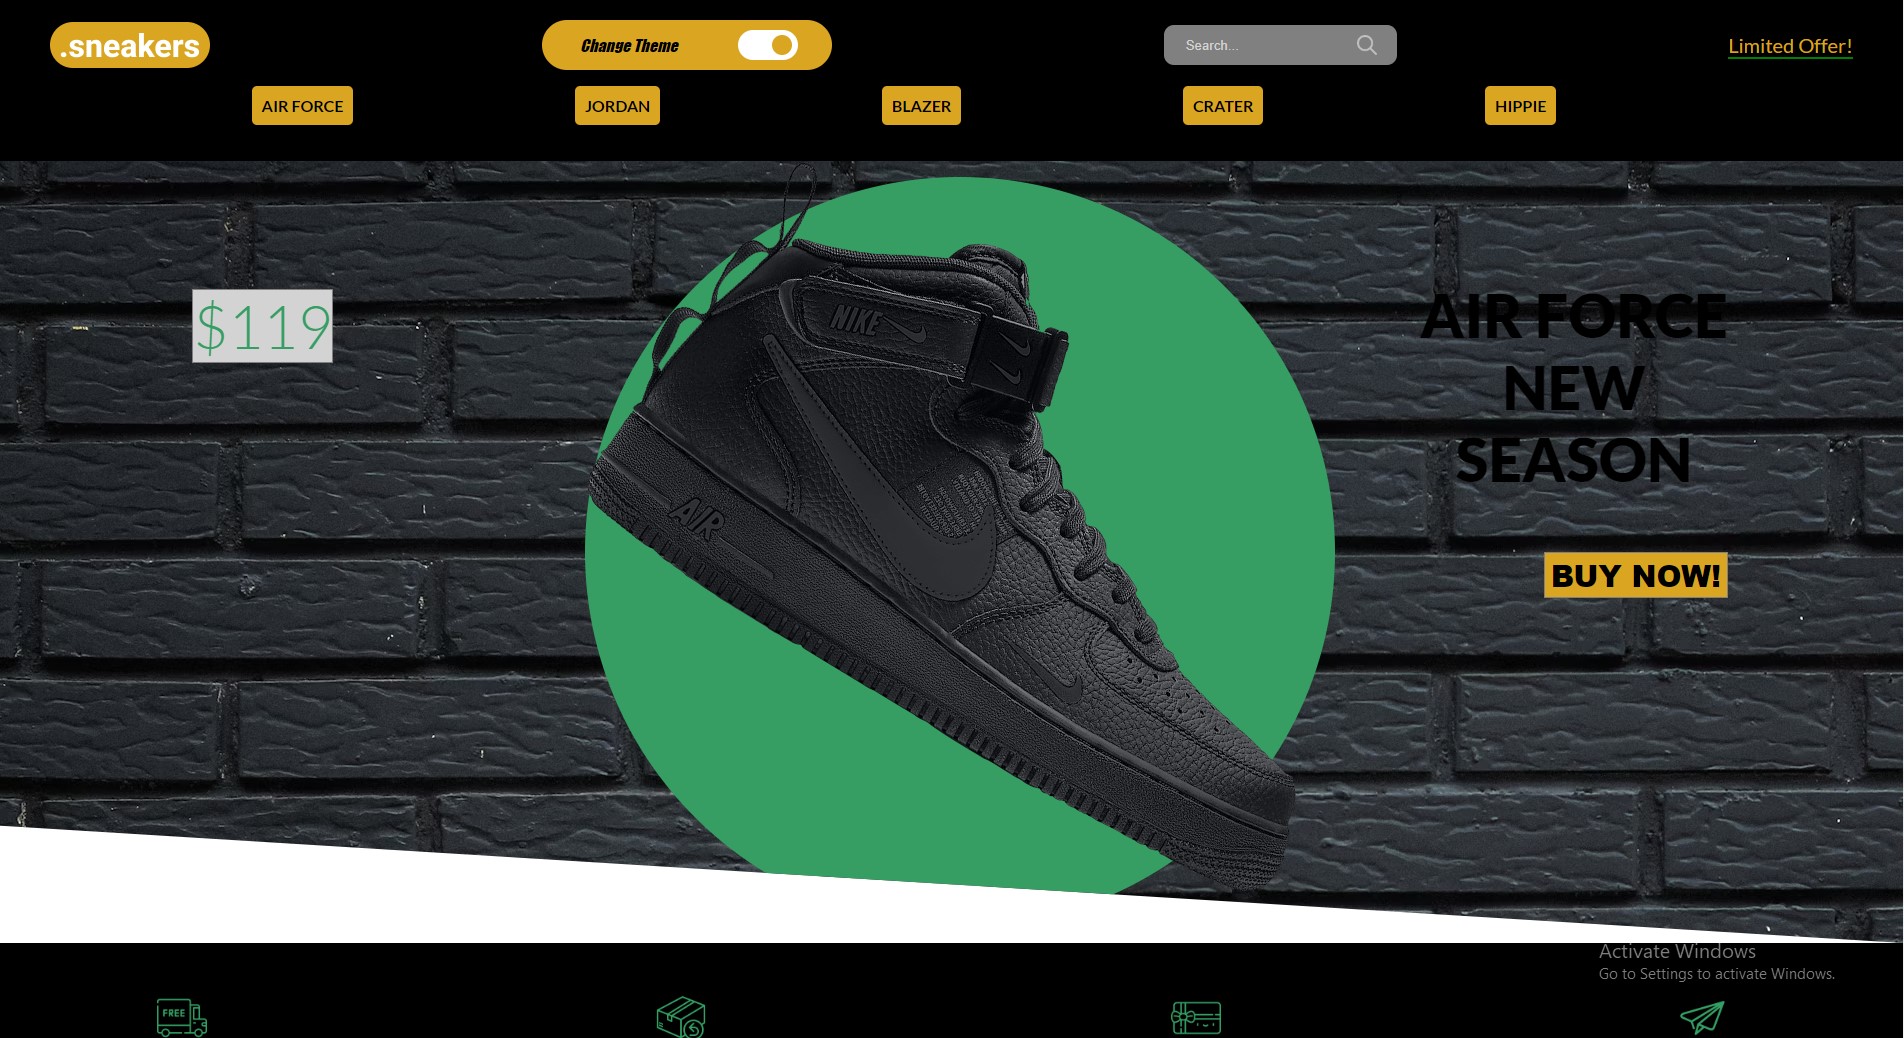 .sneakers
Change Theme
Search...
Limited Offer!
AIR FORCE
JORDAN
BLAZER
CRATER
HIPPIE
$119
NIKE
AIR
AIR FORCE
NEW
SEASON
BUY NOW!
Activate Windows
Go to Settings to activate Windows.
FREE